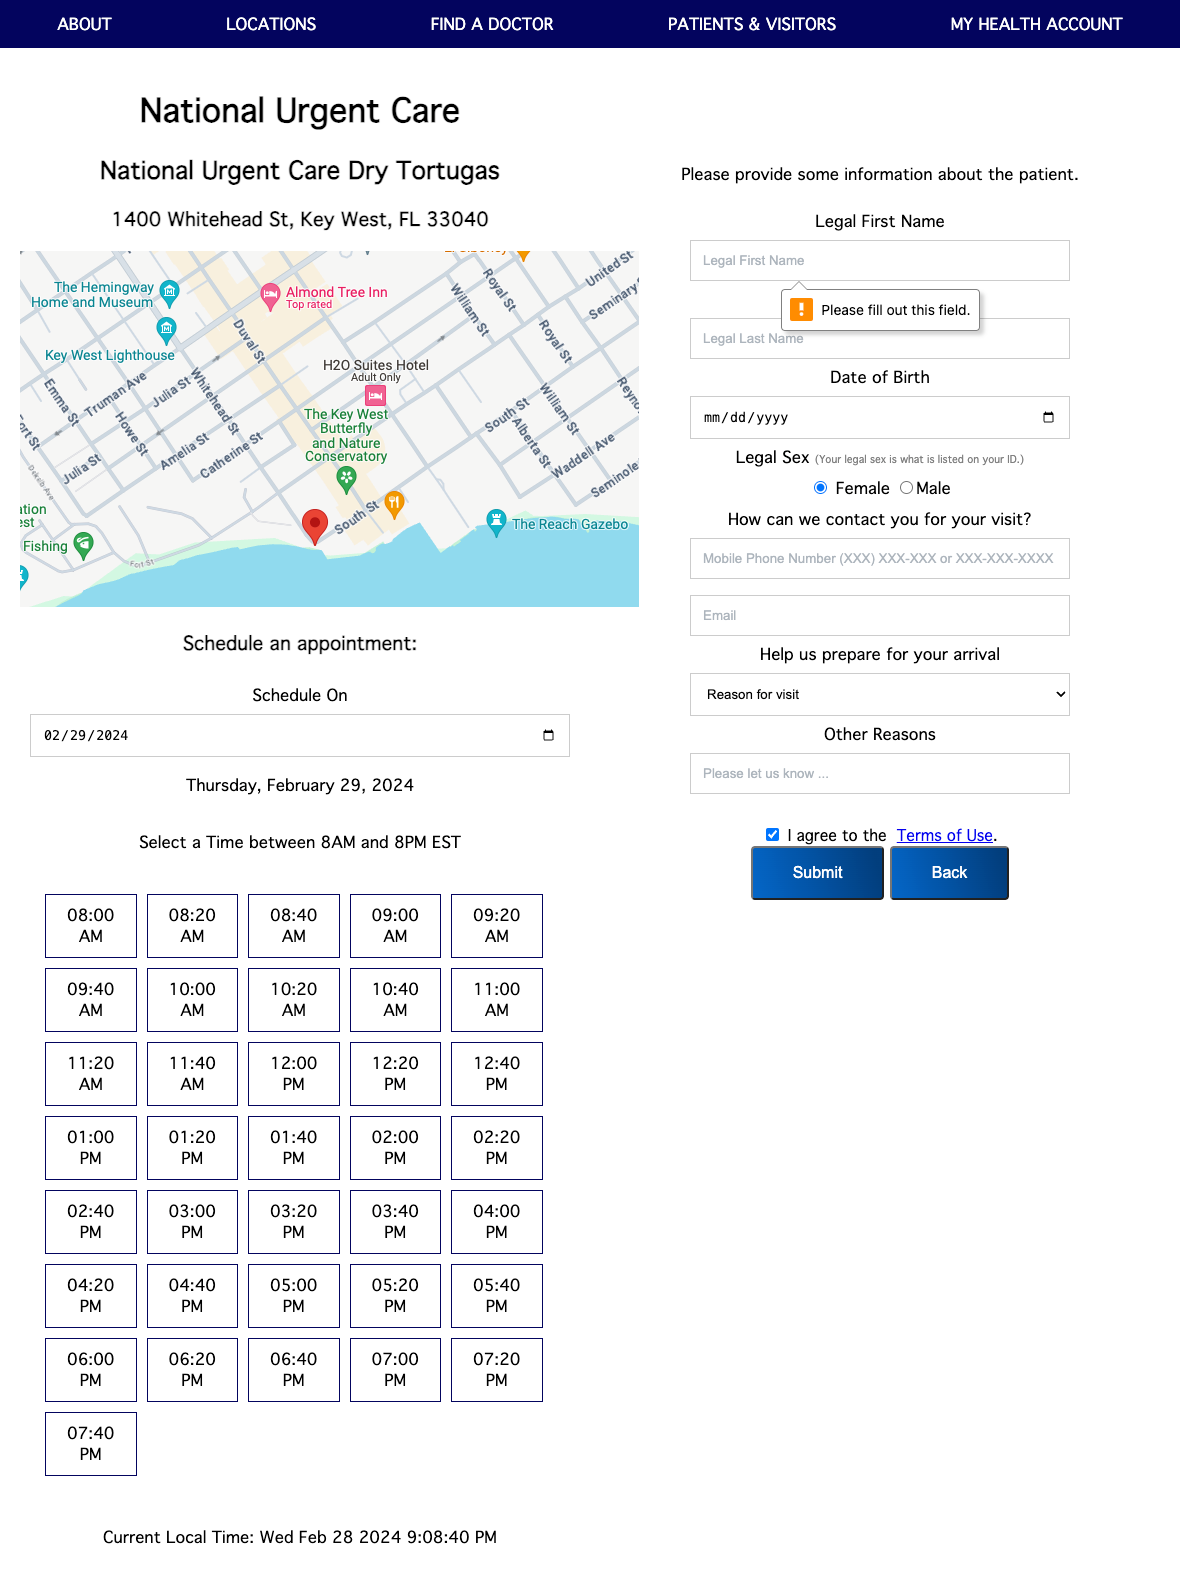 ABOUT
LOCATIONS
FIND A DOCTOR
PATIENTS & VISITORS
MY HEALTH ACCOUNT
National Urgent Care
National Urgent Care Dry Tortugas
1400 Whitehead St, Key West, FL 33040
The Hemingway
Home and Museum
Key West Lighthouse
Almond Tree Inn
Top rated
Duval St
William St
Royal St
United St
Seminary
Emma St
Truman Ave
Julia St
Whitehead St
H2O Suites Hotel
Adult Only
Royal St
Howe St
Amelia St
Catherine St
The Key West
Butterfly
and Nature
Conservatory
South St
Alberta St
William St
Waddell Ave
Seminole
Reyno
Fort St
Julia St
South St
The Reach Gazebo
Fishing
Fort St
Schedule an appointment:
Schedule On
02/29/2024
Thursday, February 29, 2024
Select a Time between 8AM and 8PM EST
08:00 AM
08:20 AM
08:40 AM
09:00 AM
09:20 AM
09:40 AM
10:00 AM
10:20 AM
10:40 AM
11:00 AM
11:20 AM
11:40 AM
12:00 PM
12:20 PM
12:40 PM
01:00 PM
01:20 PM
01:40 PM
02:00 PM
02:20 PM
02:40 PM
03:00 PM
03:20 PM
03:40 PM
04:00 PM
04:20 PM
04:40 PM
05:00 PM
05:20 PM
05:40 PM
06:00 PM
06:20 PM
06:40 PM
07:00 PM
07:20 PM
07:40 PM
Current Local Time: Wed Feb 28 2024 9:08:40 PM
Please provide some information about the patient.
Legal First Name
Legal First Name
Please fill out this field.
Legal Last Name
Date of Birth
mm/dd/yyyy
Legal Sex (Your legal sex is what is listed on your ID.)
Female Male
How can we contact you for your visit?
Mobile Phone Number (XXX) XXX-XXX or XXX-XXX-XXXX
Email
Help us prepare for your arrival
Reason for visit
Other Reasons
Please let us know ...
I agree to the Terms of Use.
Submit
Back